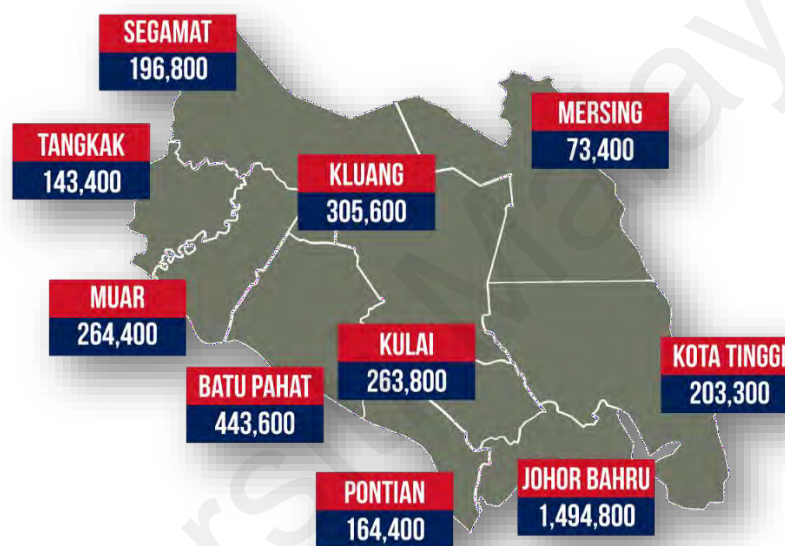 SEGAMAT
196,800
MERSING
73,400
TANGKAK
143,400
KLUANG
305,600
MUAR
264,400
KULAI
263,800
KOTA TINGGI
203,300
BATU PAHAT
443,600
PONTIAN
164,400
JOHOR BAHRU
1,494,800